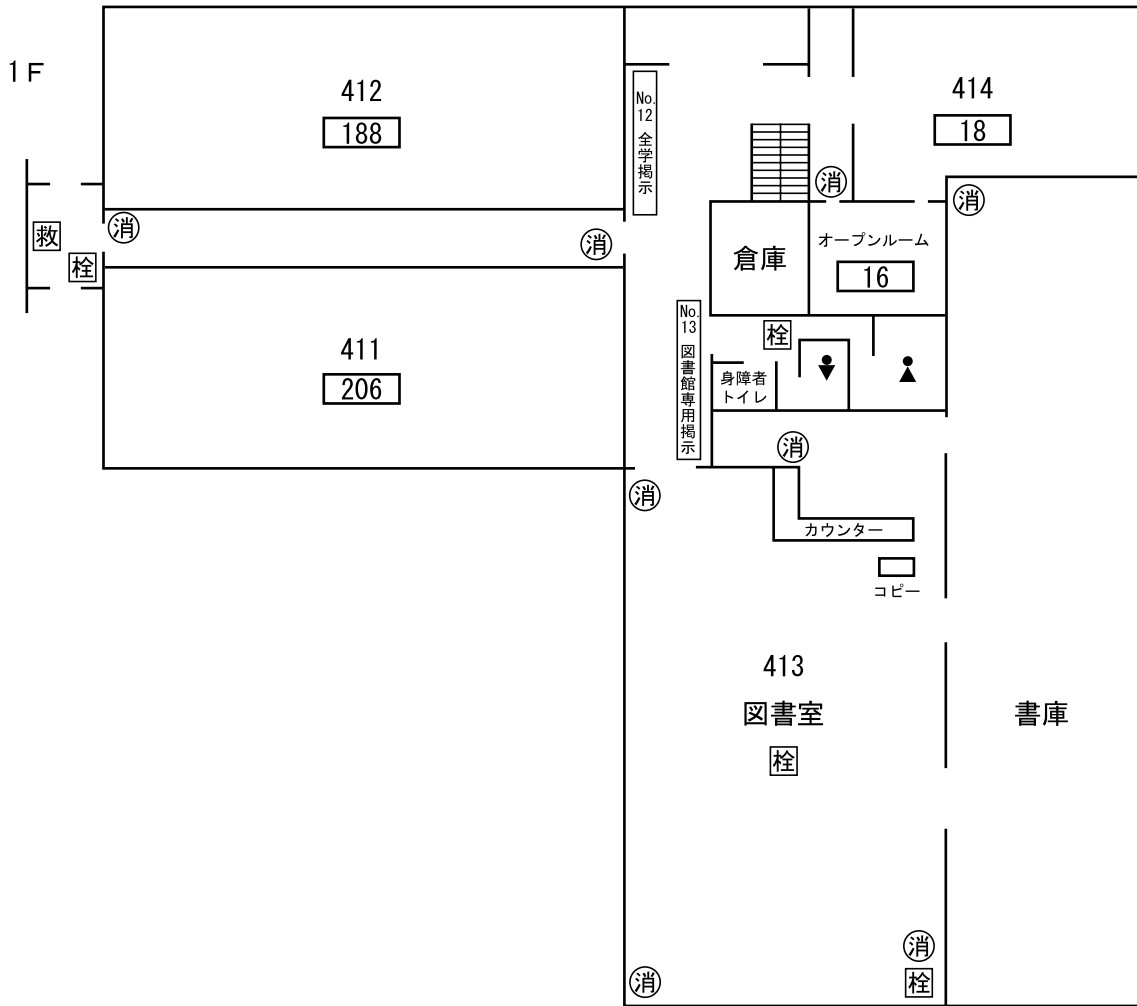 1F
412
188
No.12 全学掲示
414
18
消
消
救
消
消
栓
倉庫
オープンルーム
16
No.13 図書館専用掲示
栓
411
206
身障者
トイレ
消
消
カウンター
コピー
413
図書室
書庫
栓
消
消
栓